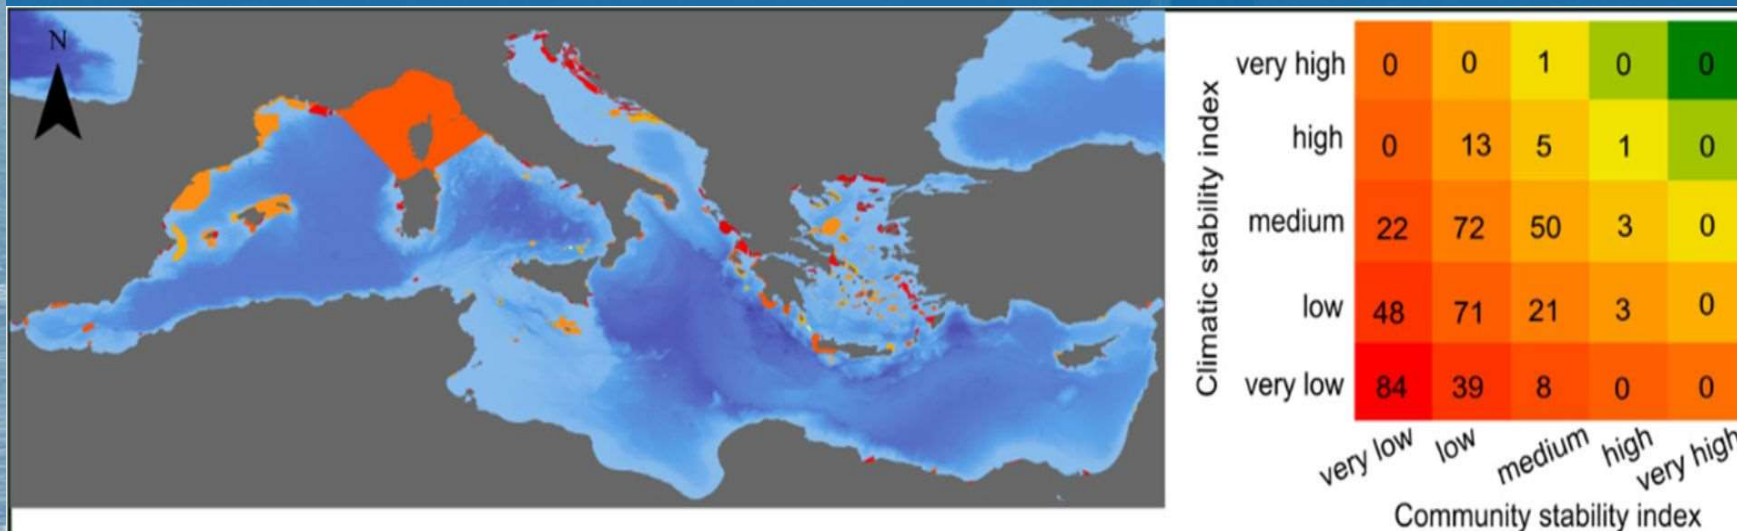 N
Climatic stability index
very high 0 0 1 0 0
high 0 13 5 1 0
medium 22 72 50 3 0
low 48 71 21 3 0
very low 84 39 8 0 0
very low low medium high very high
Community stability index